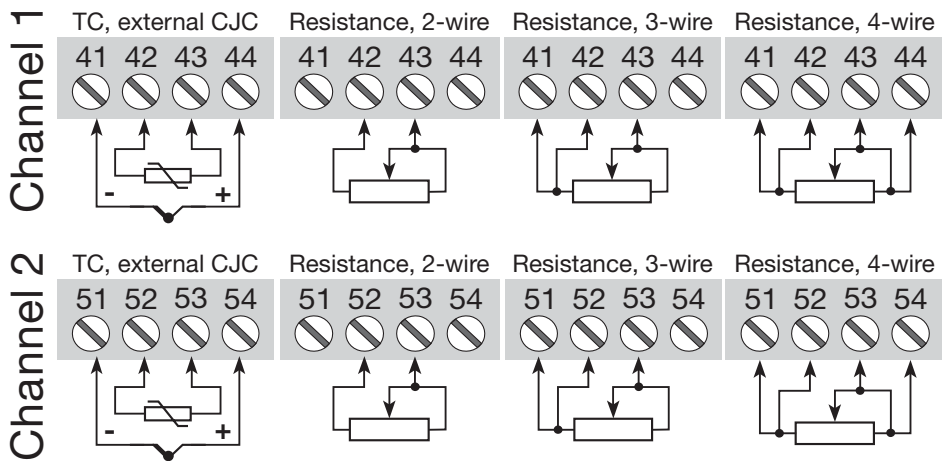 Channel 1
TC, external CJC
41 42 43 44
- +
Resistance, 2-wire
41 42 43 44
Resistance, 3-wire
41 42 43 44
Resistance, 4-wire
41 42 43 44
Channel 2
TC, external CJC
51 52 53 54
- +
Resistance, 2-wire
51 52 53 54
Resistance, 3-wire
51 52 53 54
Resistance, 4-wire
51 52 53 54